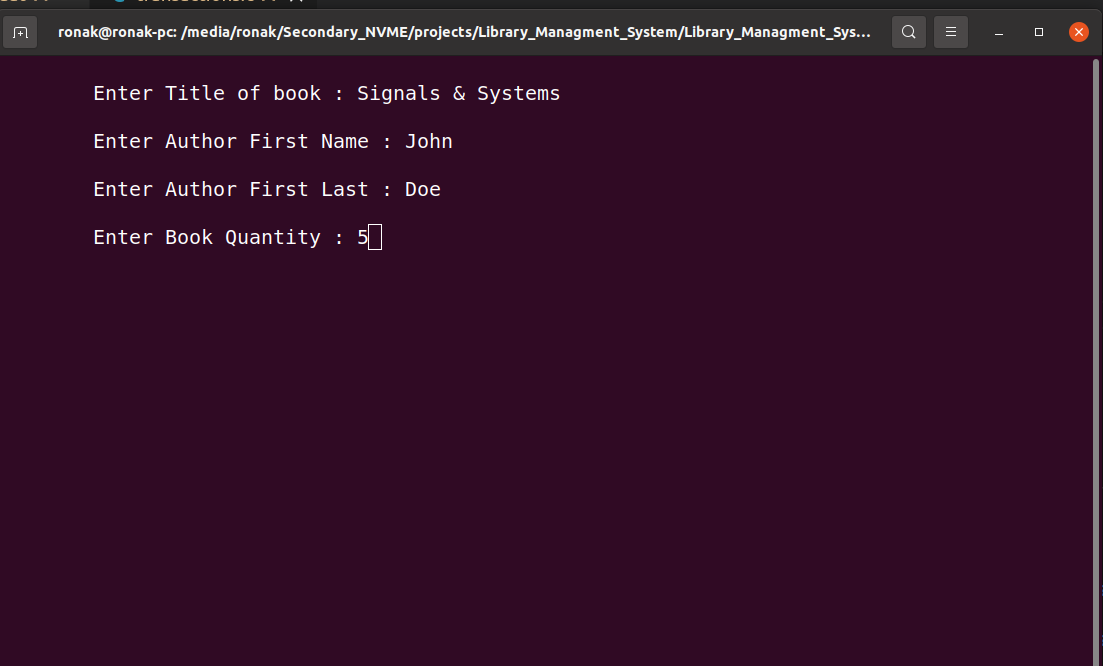 ronak@ronak-pc: /media/ronak/Secondary_NVME/projects/Library_Managment_System/Library_Managment_Sys...
Enter Title of book : Signals & Systems
Enter Author First Name : John
Enter Author First Last : Doe
Enter Book Quantity : 5